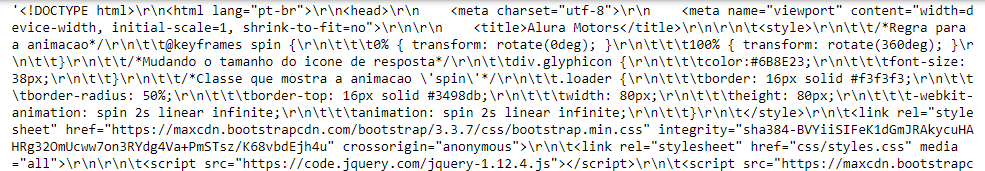 '<!DOCTYPE html>\r\n<html lang="pt-br">\r\n<head>\r\n    <meta charset="utf-8">\r\n    <meta name="viewport" content="width=d
evice-width, initial-scale=1, shrink-to-fit=no">\r\n\r\n    <title>Alura Motors</title>\r\n\r\n\t<style>\r\n\t\t/*Regra par
a animacao*/\r\n\t\t@keyframes spin {\r\n\t\t\t0% { transform: rotate(0deg); }\r\n\t\t\t100% { transform: rotate(360deg); }\r
\n\t\t}\r\n\t\t/*Mudando o tamanho do icone de resposta*/\r\n\t\tdiv.glyphicon {\r\n\t\t\tcolor:#6B8E23;\r\n\t\t\tfont-size:
38px;\r\n\t\t}\r\n\t\t/*Classe que mostra a animacao \'spin\'*/\r\n\t\t.loader {\r\n\t\t\tborder: 16px solid #f3f3f3;\r\n\t\t
\tborder-radius: 50%;\r\n\t\t\tborder-top: 16px solid #3498db;\r\n\t\t\twidth: 80px;\r\n\t\t\theight: 80px;\r\n\t\t\t-webkit-
animation: spin 2s linear infinite;\r\n\t\t\tanimation: spin 2s linear infinite;\r\n\t\t}\r\n\t</style>\r\n\t<link rel="style
sheet" href="https://maxcdn.bootstrapcdn.com/bootstrap/3.3.7/css/bootstrap.min.css" integrity="sha384-BVYiiSIFeK1dGmJRAkycuHA
HRg32OmUcww7on3RYdg4Va+PmSTsz/K68vbdEjh4u" crossorigin="anonymous">\r\n\t<link rel="stylesheet" href="css/styles.css" media
="all">\r\n\r\n\t<script src="https://code.jquery.com/jquery-1.12.4.js"></script>\r\n\t<script src="https://maxcdn.bootstrapc